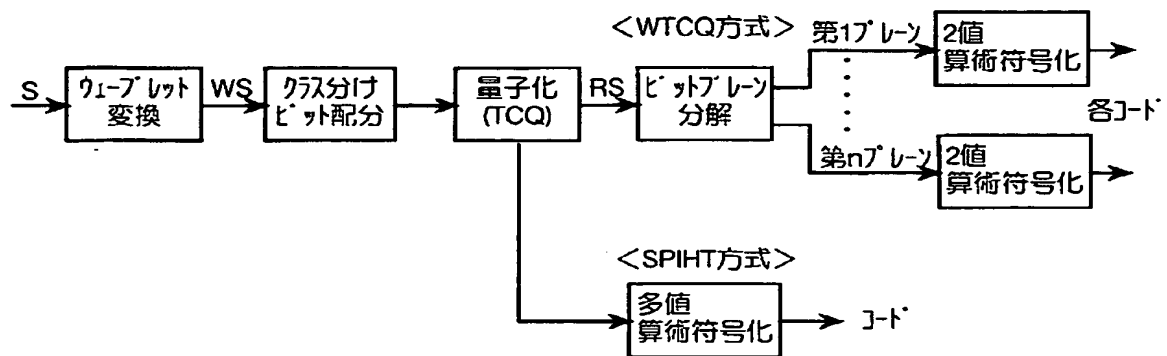 <WTCQ方式>
S
ウェーブレット
変換
WS
クラス分け
ビット配分
量子化
(TCQ)
RS
ビットプレーン
分解
第1プレーン
2値
算術符号化
各コード
第nプレーン
2値
算術符号化
<SPIHT方式>
多値
算術符号化
コード